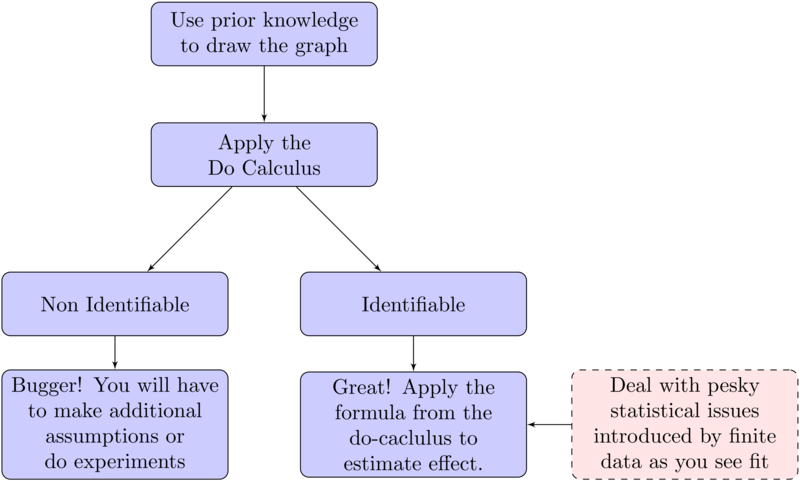 Use prior knowledge
to draw the graph
Apply the
Do Calculus
Non Identifiable
Identifiable
Bugger! You will have
to make additional
assumptions or
do experiments
Great! Apply the
formula from the
do-caclulus to
estimate effect.
Deal with pesky
statistical issues
introduced by finite
data as you see fit